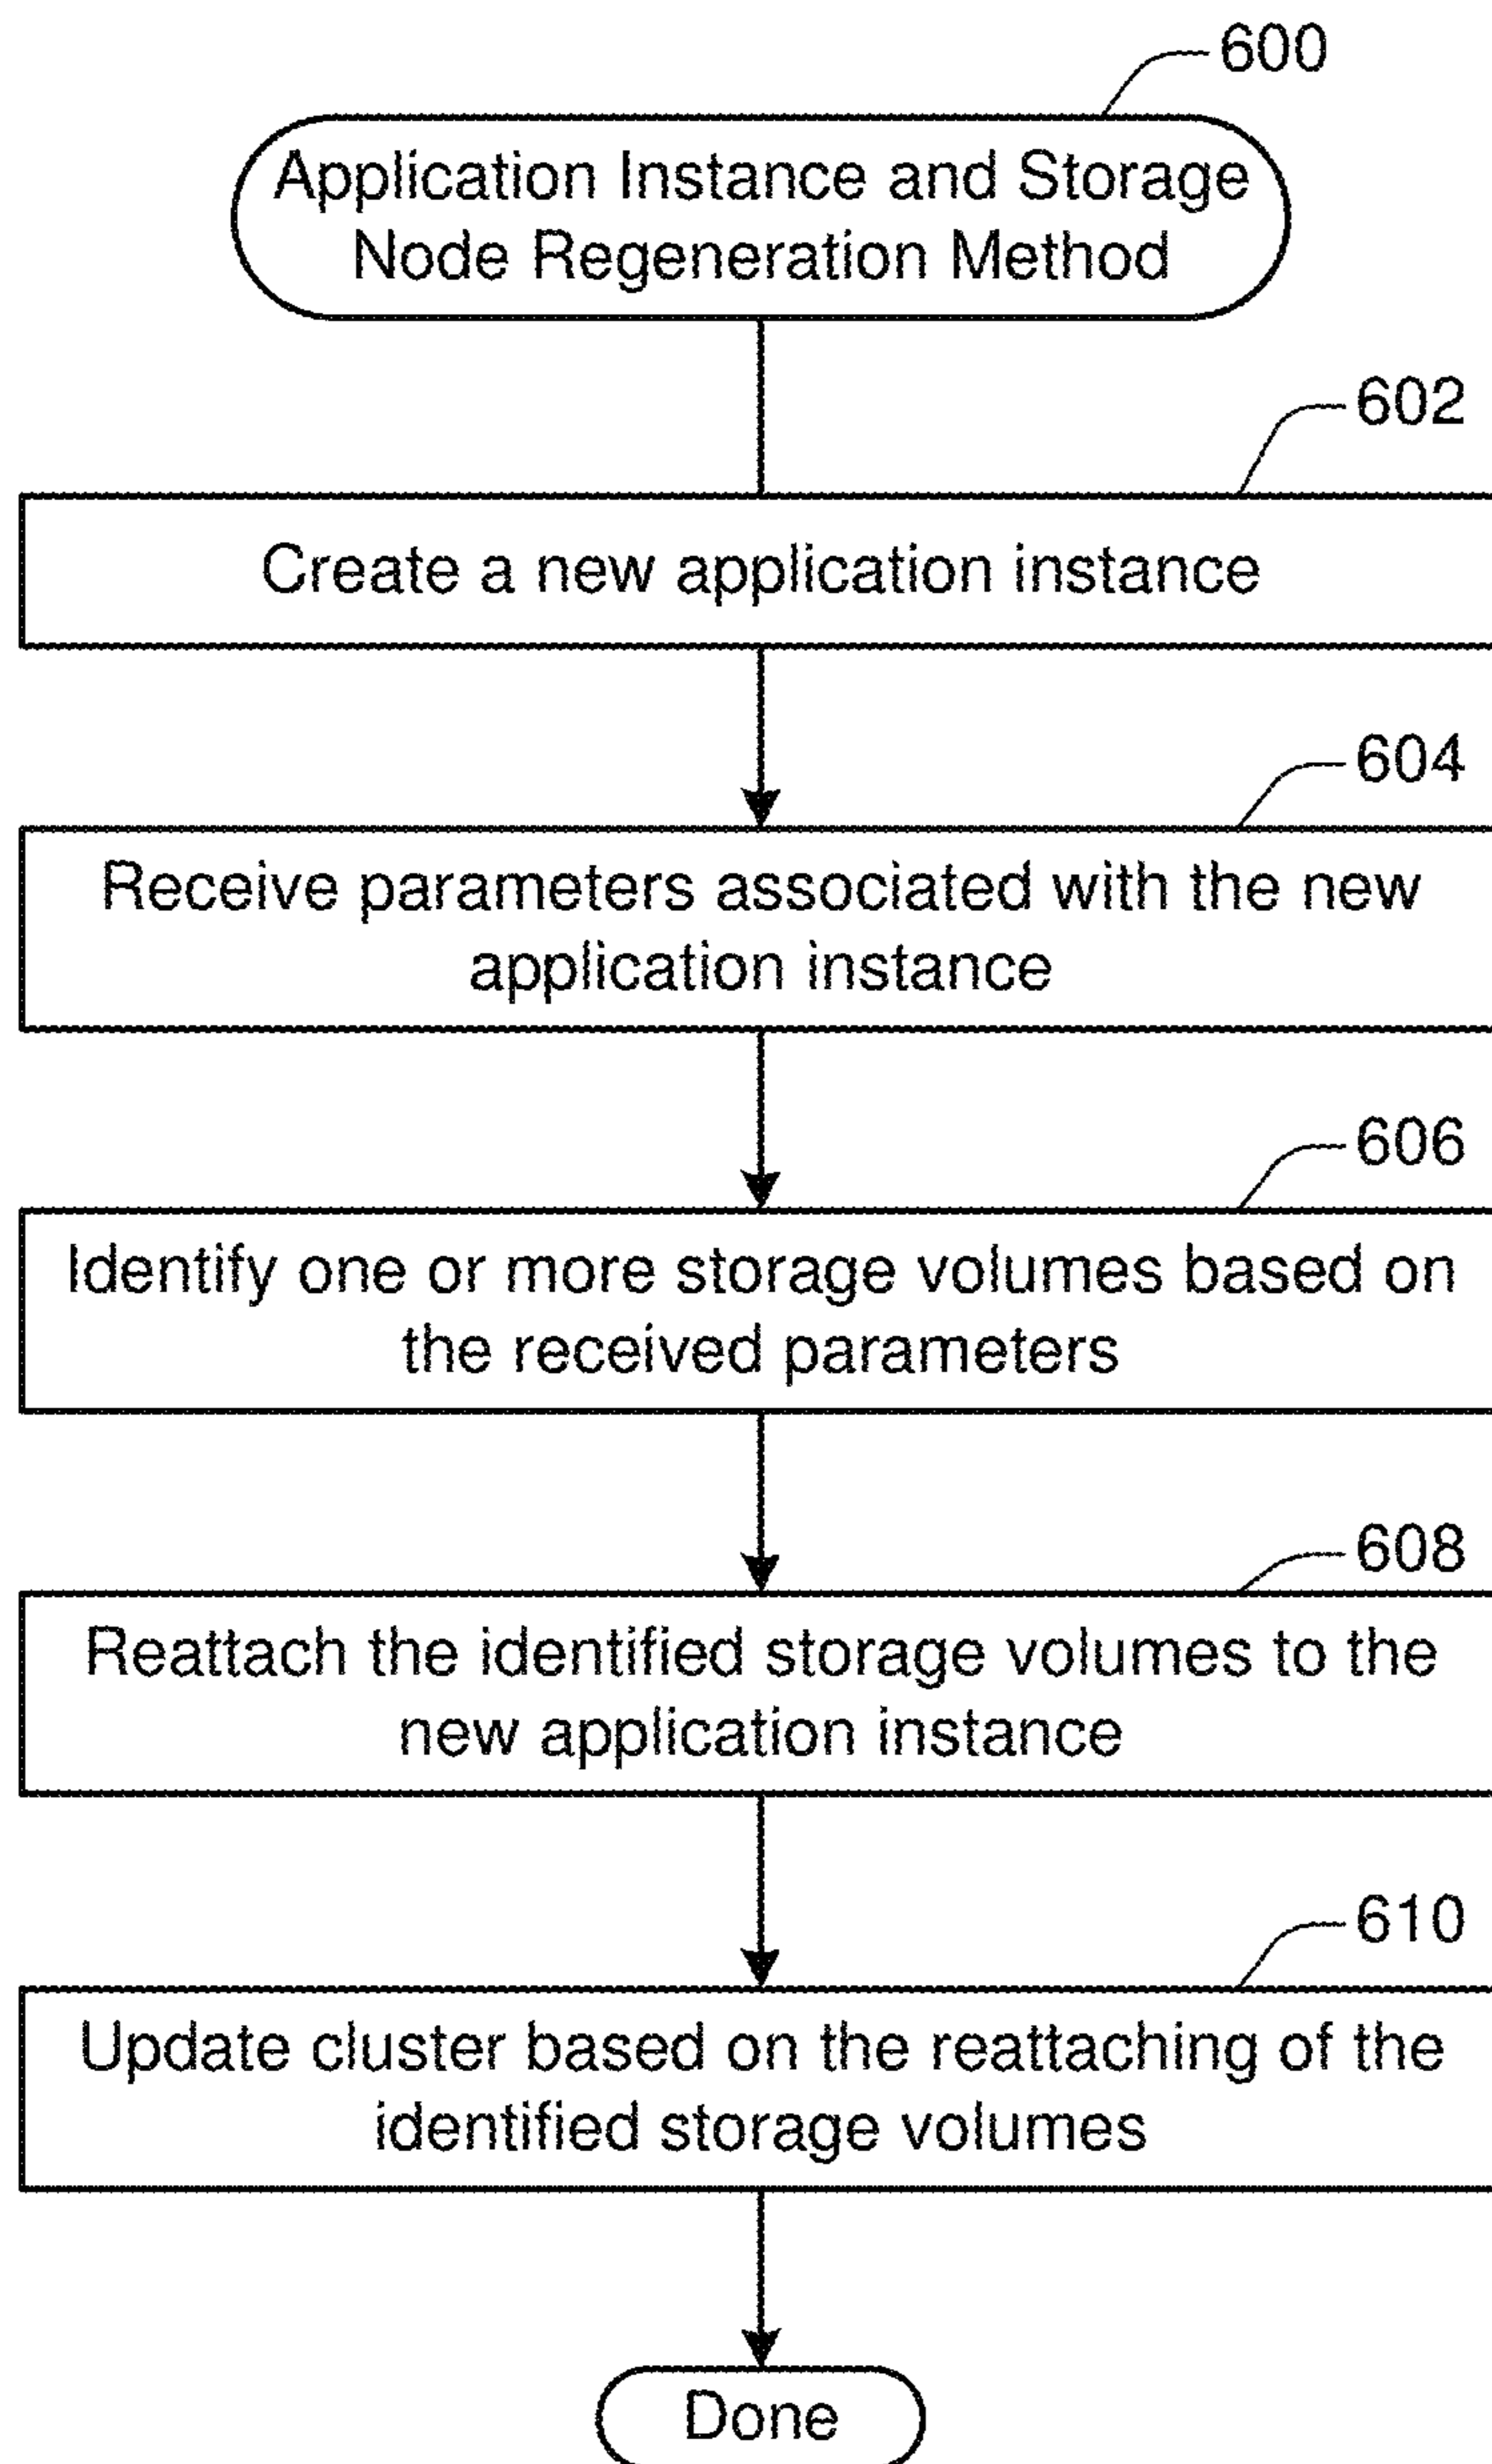 600
Application Instance and Storage
Node Regeneration Method
602
Create a new application instance
604
Receive parameters associated with the new
application instance
606
Identify one or more storage volumes based on
the received parameters
608
Reattach the identified storage volumes to the
new application instance
610
Update cluster based on the reattaching of the
identified storage volumes
Done